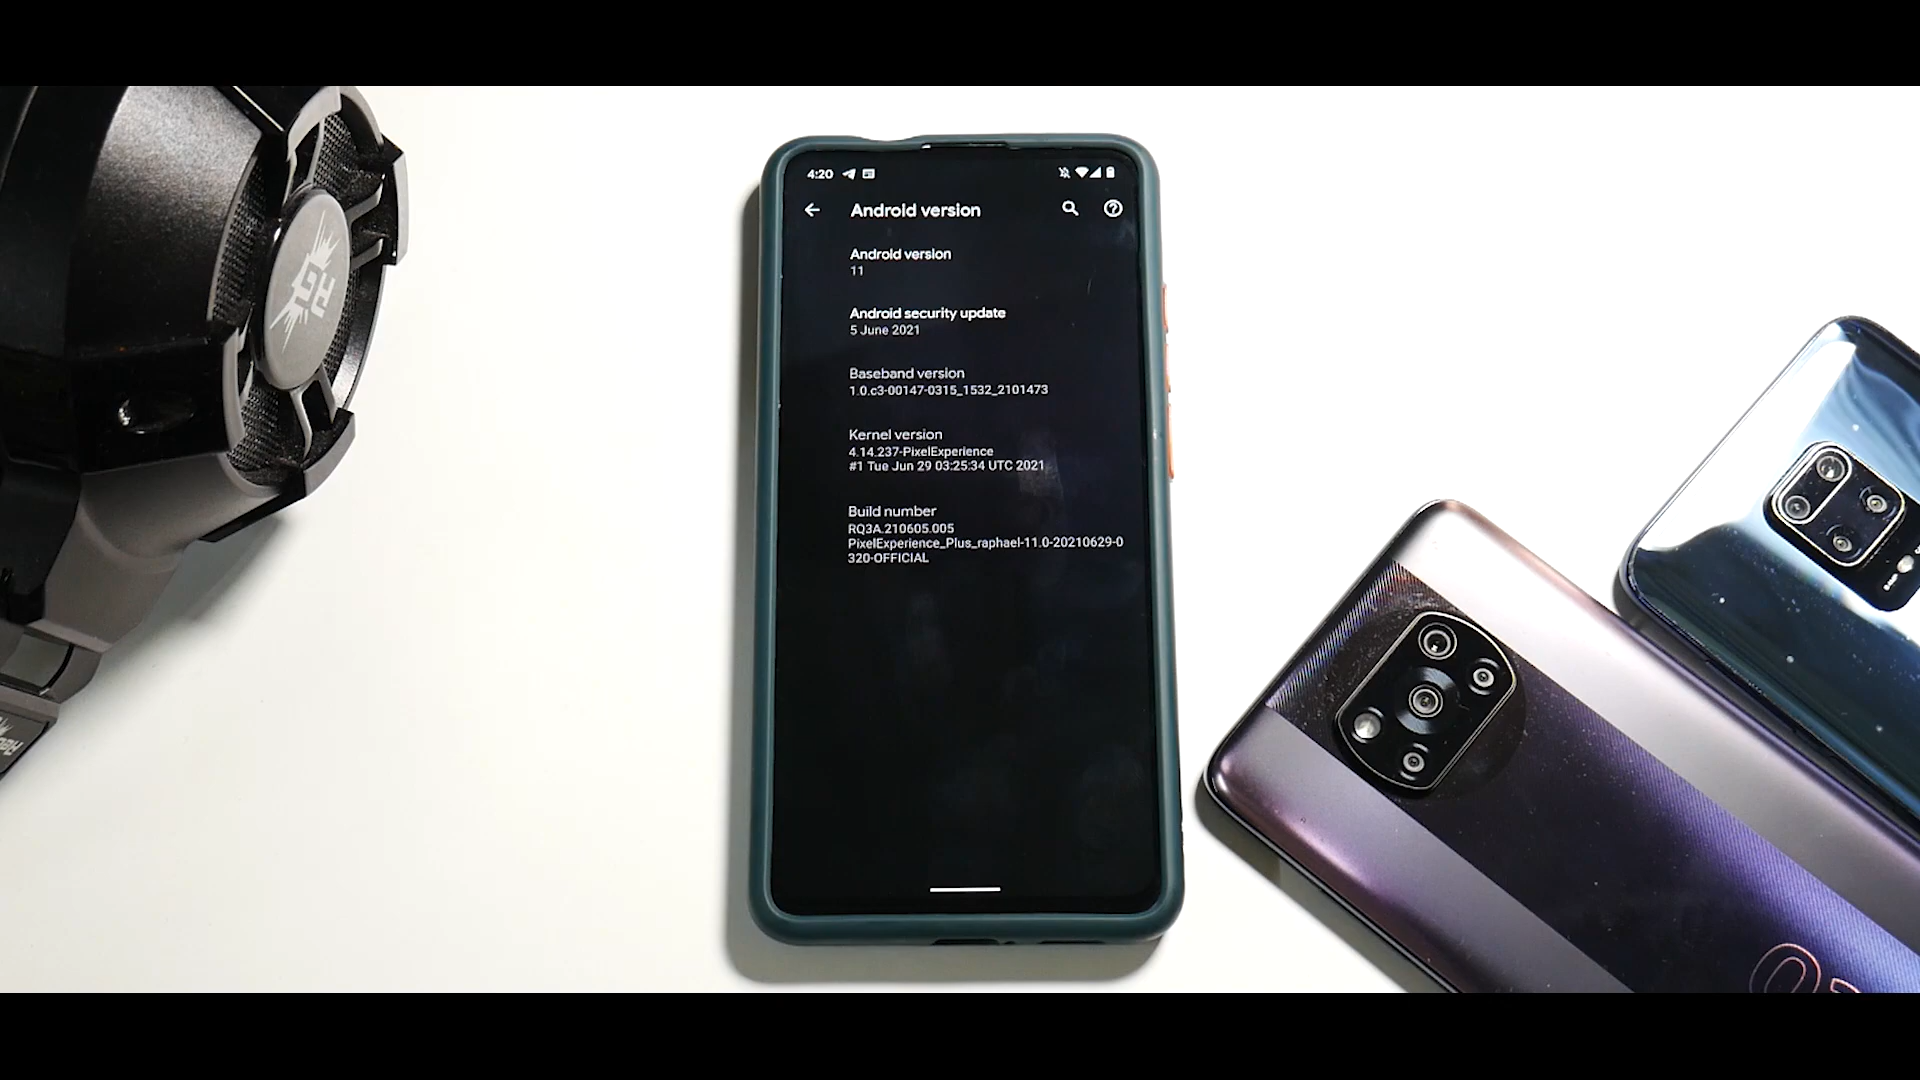 4:20
Android version
Android version
11
Android security update
5 June 2021
Baseband version
1.0.c3-00147-0315_1532_2101473
Kernel version
4.14.237-PixelExperience
#1 Tue Jun 29 03:25:34 UTC 2021
Build number
RQ3A.210605.005
PixelExperience_Plus_raphael-11.0-20210629-0
320-OFFICIAL